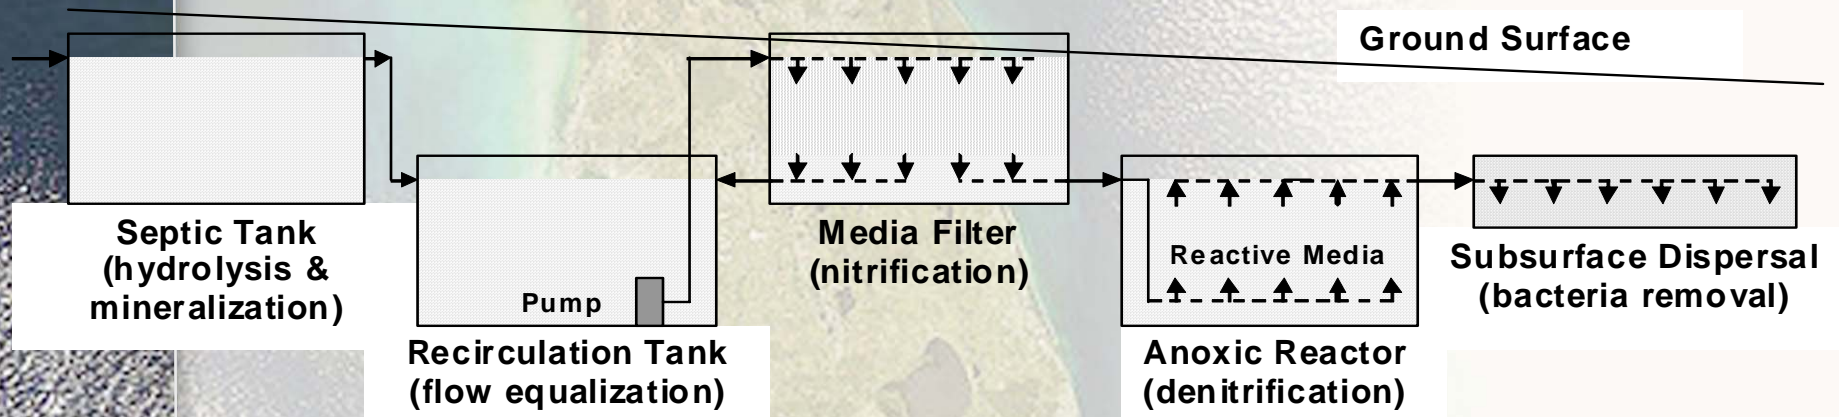 Ground Surface
Septic Tank
(hydrolysis &
mineralization)
Pump
Recirculation Tank
(flow equalization)
Media Filter
(nitrification)
Reactive Media
Anoxic Reactor
(denitrification)
Subsurface Dispersal
(bacteria removal)